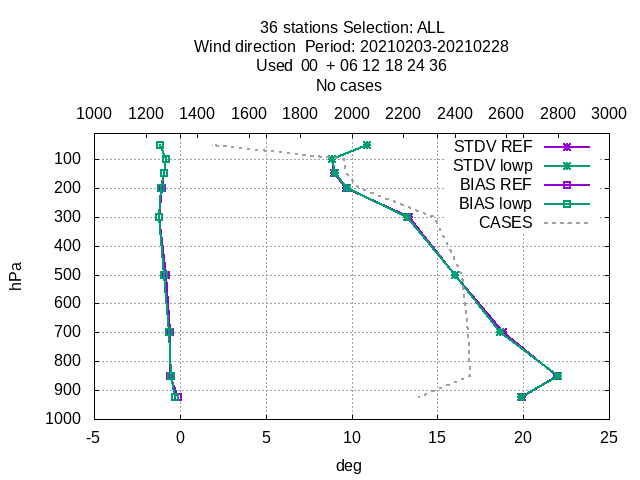 36 stations Selection: ALL
Wind direction  Period: 20210203-20210228
Used  00  + 06 12 18 24 36
No cases
1000 1200 1400 1600 1800 2000 2200 2400 2600 2800 3000
STDV REF
STDV lowp
BIAS REF
BIAS lowp
CASES
100
200
300
400
500
600
700
800
900
1000
hPa
-5 0 5 10 15 20 25
deg